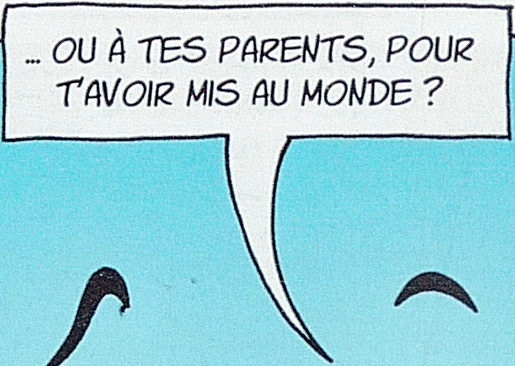 ... OU À TES PARENTS, POUR
T'AVOIR MIS AU MONDE ?